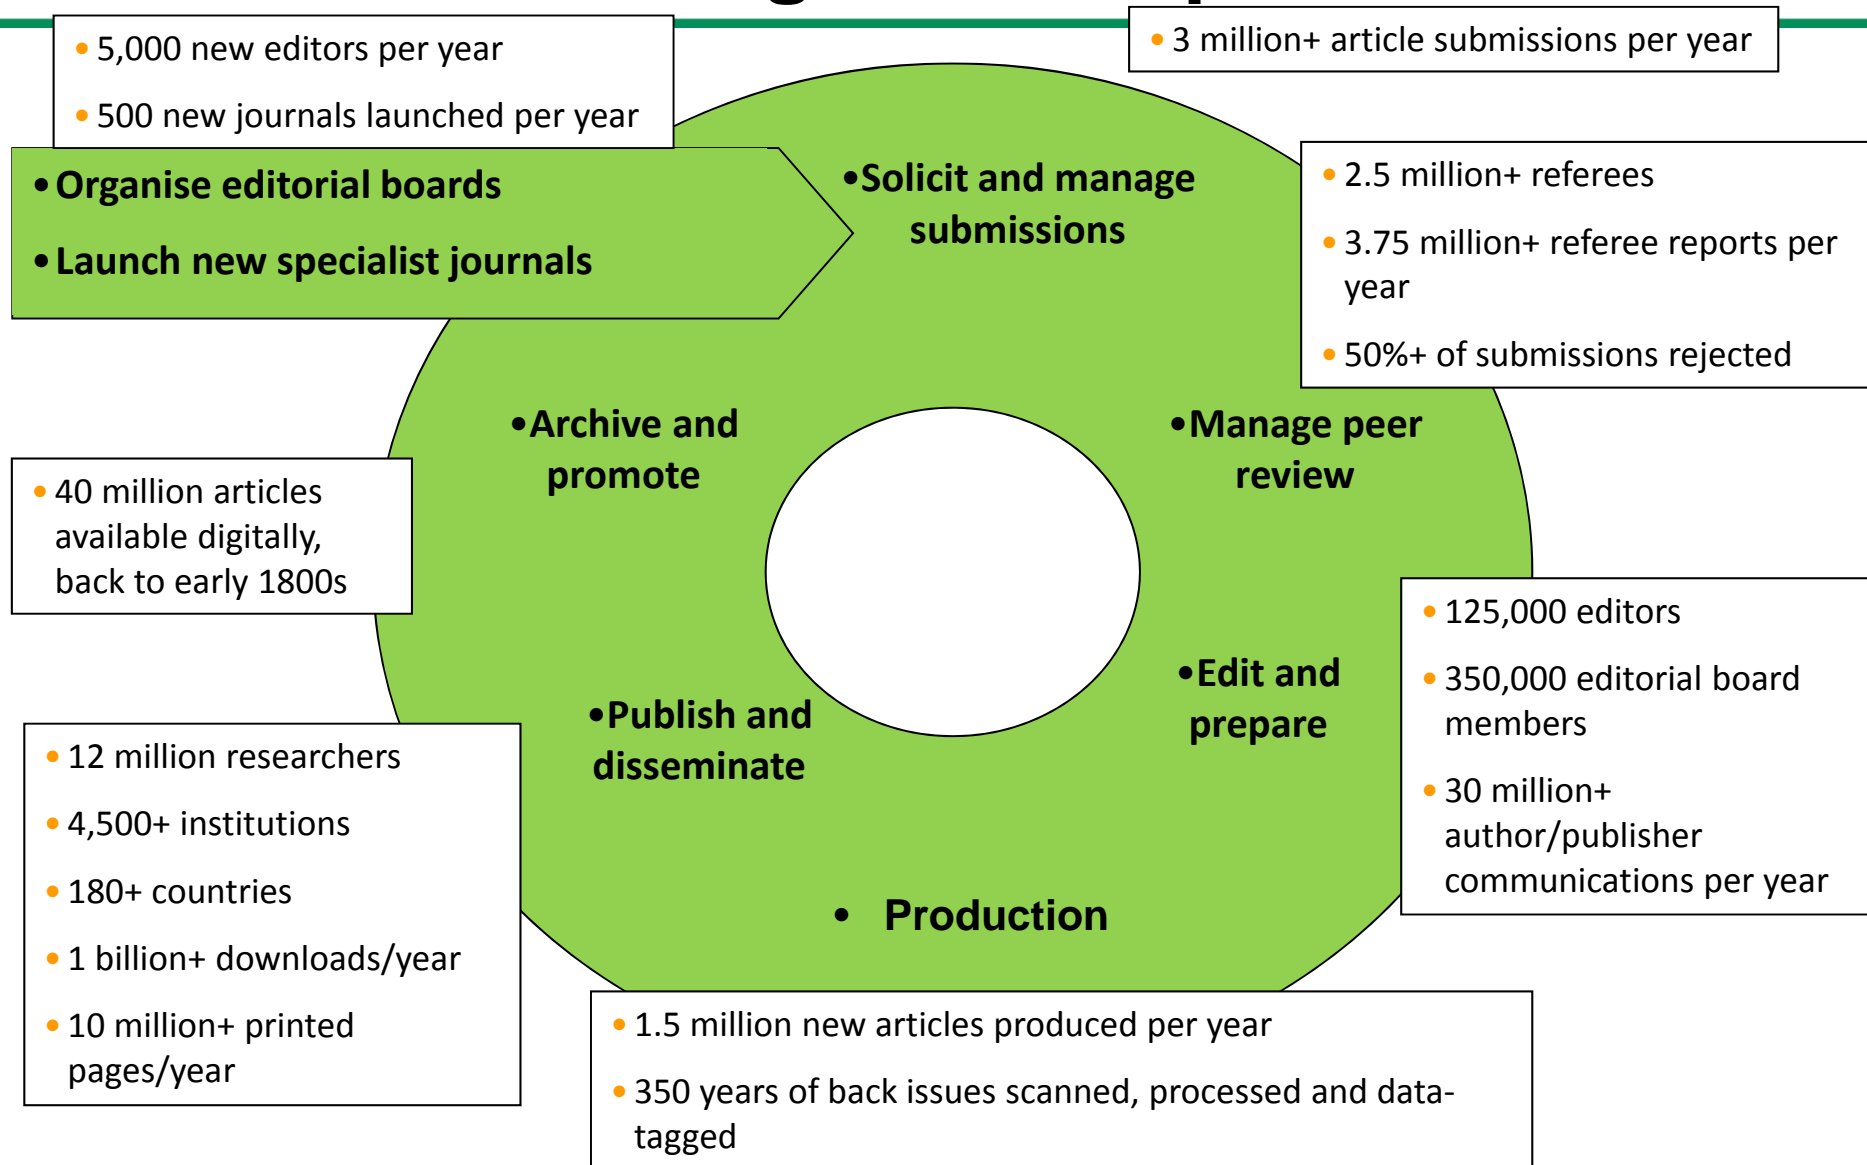 • 5,000 new editors per year
• 500 new journals launched per year
• 3 million+ article submissions per year
•Organise editorial boards
•Launch new specialist journals
•Solicit and manage
submissions
• 2.5 million+ referees
• 3.75 million+ referee reports per
year
• 50%+ of submissions rejected
•Archive and
promote
•Manage peer
review
• 40 million articles
available digitally,
back to early 1800s
• 125,000 editors
• 350,000 editorial board
members
• 30 million+
author/publisher
communications per year
•Edit and
prepare
•Publish and
disseminate
• 12 million researchers
• 4,500+ institutions
• 180+ countries
• 1 billion+ downloads/year
• 10 million+ printed
pages/year
• Production
• 1.5 million new articles produced per year
• 350 years of back issues scanned, processed and data-
tagged